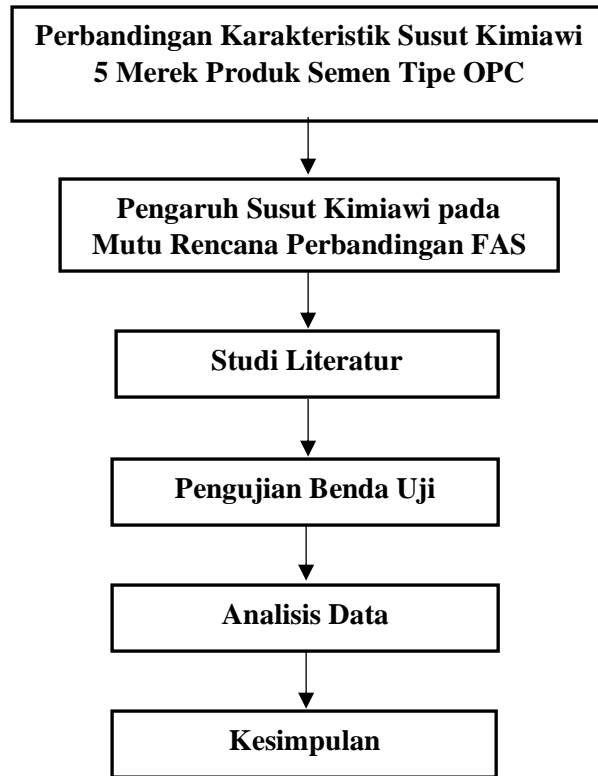 Perbandingan Karakteristik Susut Kimiawi
5 Merek Produk Semen Tipe OPC
Pengaruh Susut Kimiawi pada
Mutu Rencana Perbandingan FAS
Studi Literatur
Pengujian Benda Uji
Analisis Data
Kesimpulan